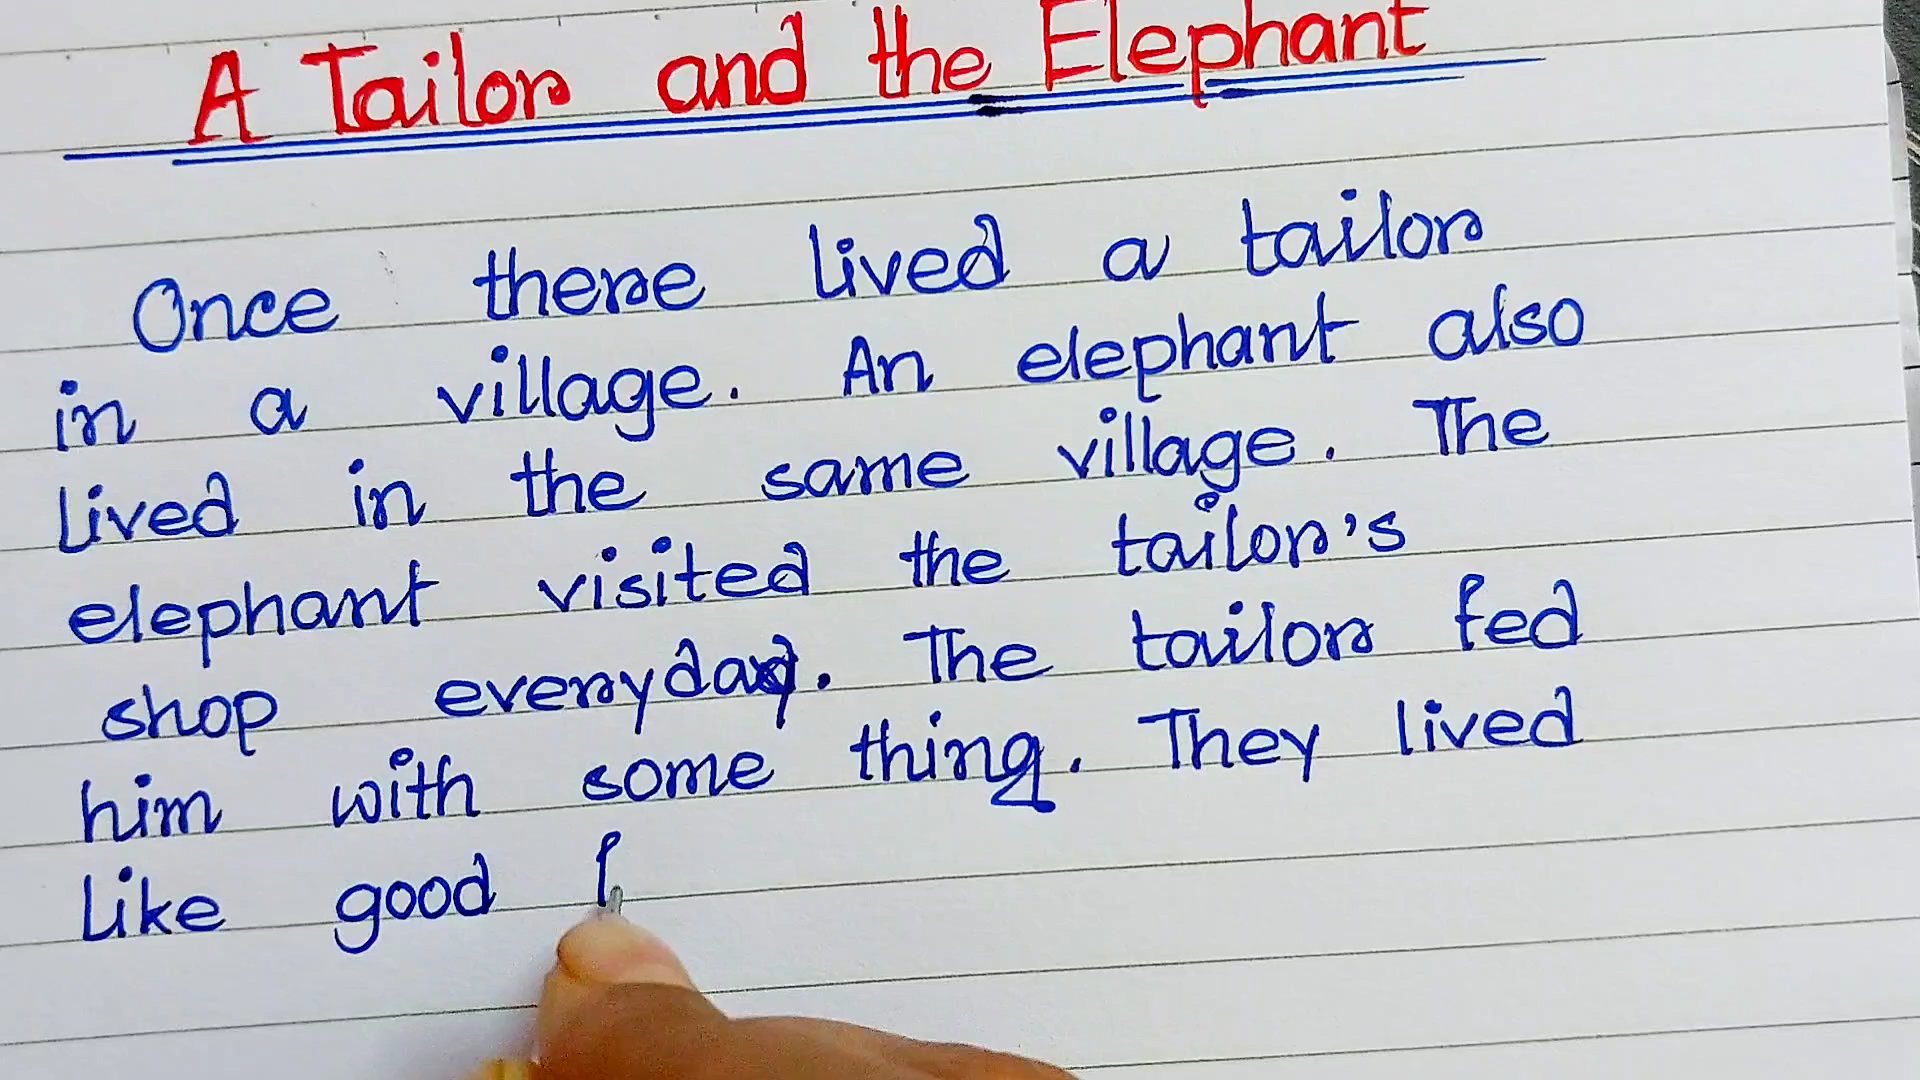 A Tailor and the Elephant
Once there lived a tailor
in a village. An elephant also
lived in the same village. The
elephant visited the tailor's
shop everyday. The tailor fed
him with some thing. They lived
Like good f